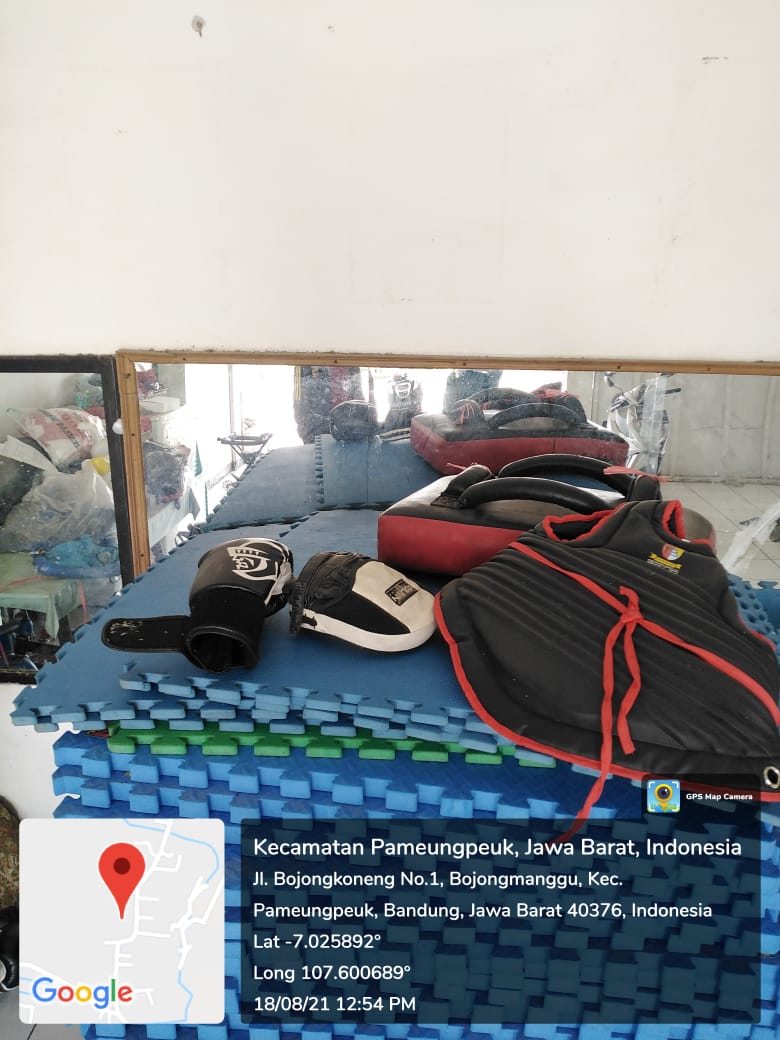 GPS Map Camera
Kecamatan Pameungpeuk, Jawa Barat, Indonesia
Jl. Bojongkoneng No.1, Bojongmanggu, Kec.
Pameungpeuk, Bandung, Jawa Barat 40376, Indonesia
Lat -7.025892°
Long 107.600689°
18/08/21 12:54 PM
Google